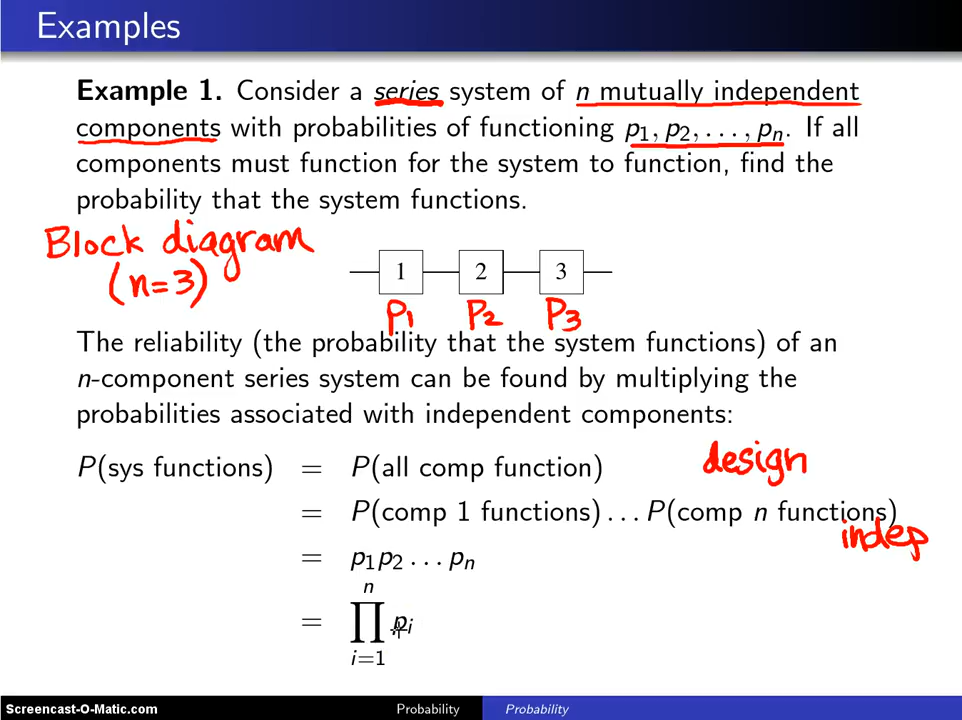 Examples
Example 1. Consider a series system of n mutually independent
components with probabilities of functioning p₁, p₂, . . . , pₙ. If all
components must function for the system to function, find the
probability that the system functions.
Block diagram
(n=3)
1 2 3
P1 P2 P3
The reliability (the probability that the system functions) of an
n-component series system can be found by multiplying the
probabilities associated with independent components:
P(sys functions) = P(all comp function)
design
= P(comp 1 functions) . . . P(comp n functions)
indep
= p₁p₂ . . . pₙ
n
= ∏ pᵢ
i=1
Screencast-O-Matic.com Probability Probability